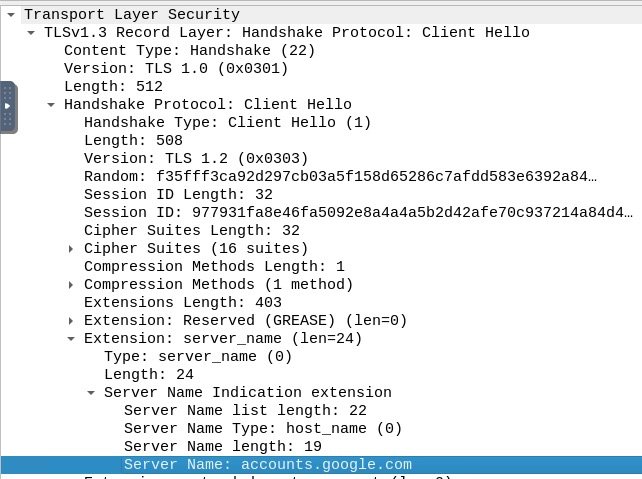 Transport Layer Security
TLSv1.3 Record Layer: Handshake Protocol: Client Hello
Content Type: Handshake (22)
Version: TLS 1.0 (0x0301)
Length: 512
Handshake Protocol: Client Hello
Handshake Type: Client Hello (1)
Length: 508
Version: TLS 1.2 (0x0303)
Random: f35fff3ca92d297cb03a5f158d65286c7afdd583e6392a84…
Session ID Length: 32
Session ID: 977931fa8e46fa5092e8a4a4a5b2d42afe70c937214a84d4…
Cipher Suites Length: 32
Cipher Suites (16 suites)
Compression Methods Length: 1
Compression Methods (1 method)
Extensions Length: 403
Extension: Reserved (GREASE) (len=0)
Extension: server_name (len=24)
Type: server_name (0)
Length: 24
Server Name Indication extension
Server Name list length: 22
Server Name Type: host_name (0)
Server Name length: 19
Server Name: accounts.google.com